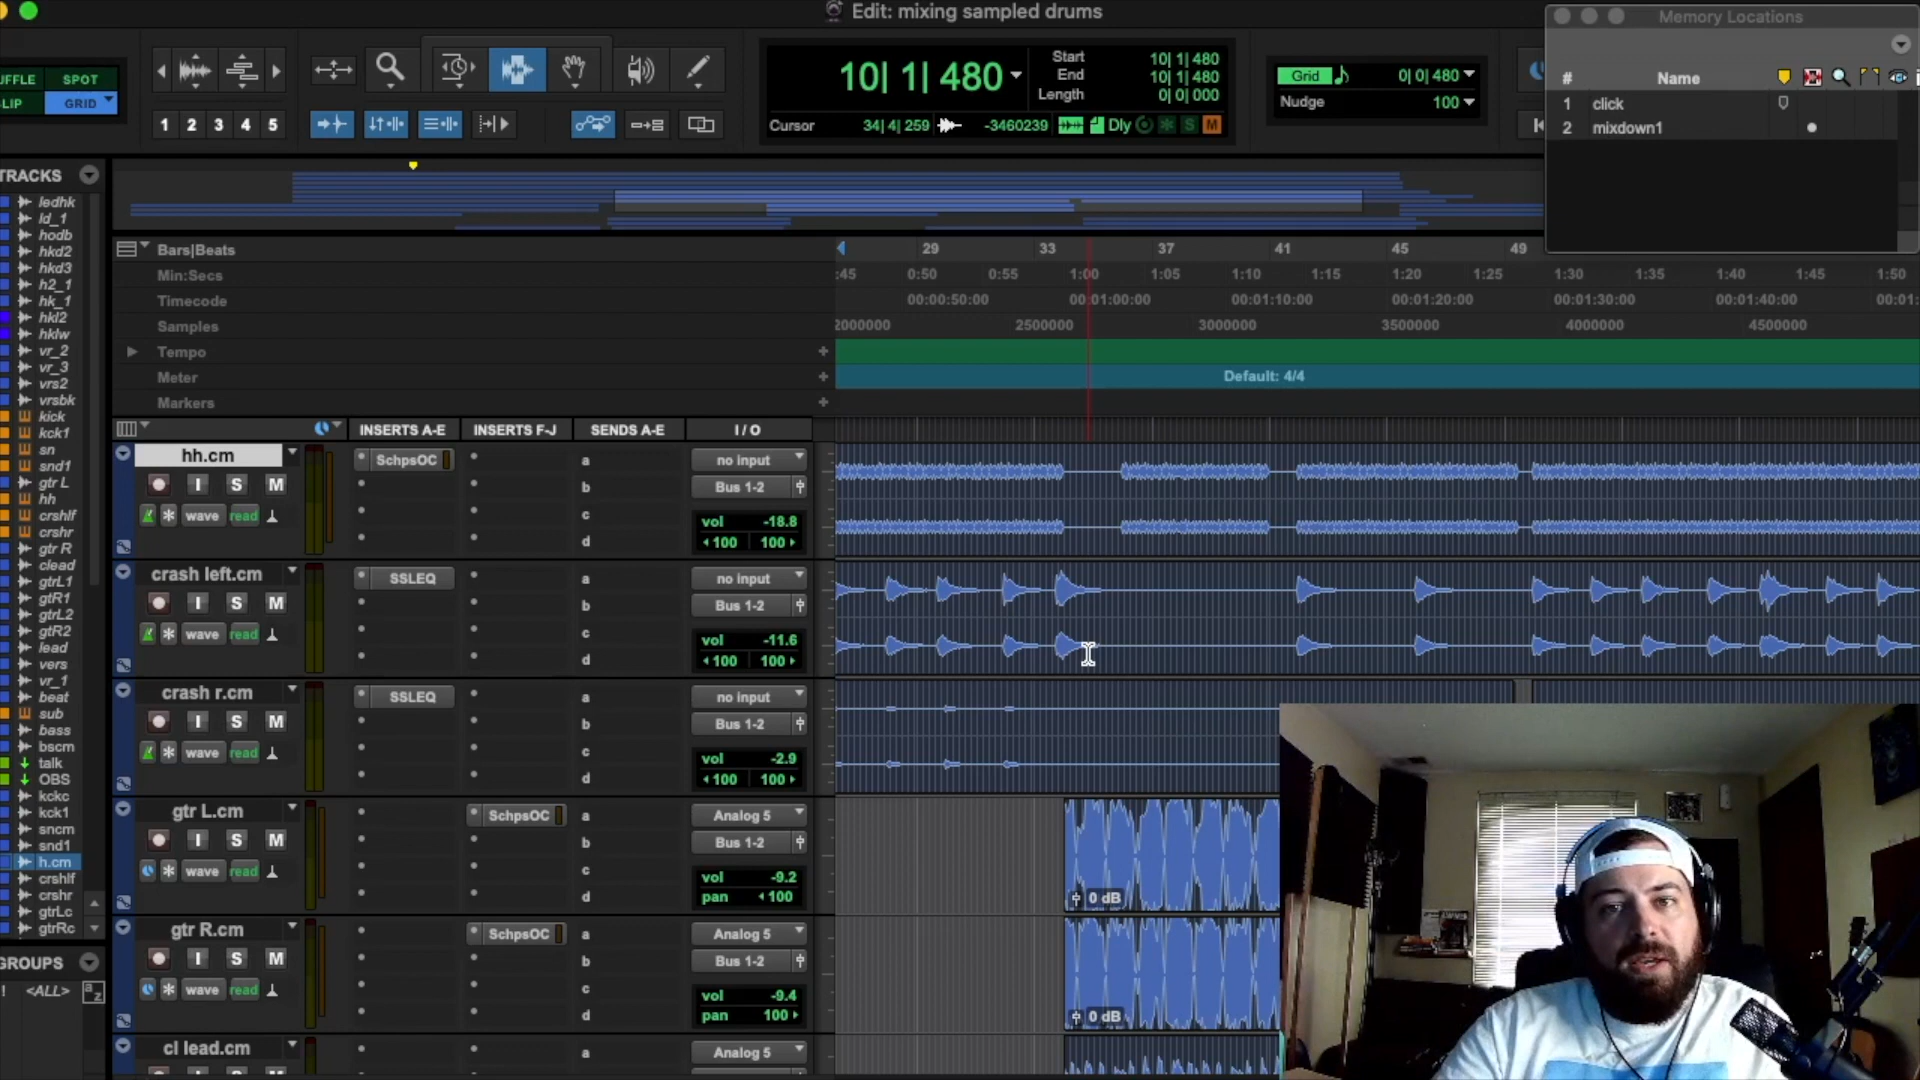 Edit: mixing sampled drums
Memory Locations
UFFLE SPOT
LIP GRID
1 2 3 4 5
10| 1| 480
Start 10| 1| 480
End 10| 1| 480
Length 0| 0| 000
Cursor 34| 4| 259 -3460239 Dly S M
Grid 0| 0| 480
Nudge 100
# Name
1 click
2 mixdown1
TRACKS
ledhk
ld_1
hodb
hkd2
hkd3
h2_1
hk_1
hkl2
hklw
vr_2
vr_3
vrs2
vrsbk
kick
kck1
sn
snd1
gtr L
hh
crshlf
crshr
gtr R
clead
gtrL1
gtrR1
gtrL2
gtR2
lead
vers
vr_1
beat
sub
bass
bscm
talk
OBS
kckc
kck1
sncm
snd1
h.cm
crshlf
crshr
gtrLc
gtrRc
GROUPS
! <ALL> a z
Bars|Beats 29 33 37 41 45 49
Min:Secs :45 0:50 0:55 1:00 1:05 1:10 1:15 1:20 1:25 1:30 1:35 1:40 1:45 1:50
Timecode 00:00:50:00 00:01:00:00 00:01:10:00 00:01:20:00 00:01:30:00 00:01:40:00 00:01:
Samples 2000000 2500000 3000000 3500000 4000000 4500000
Tempo
Meter Default: 4/4
Markers
INSERTS A-E INSERTS F-J SENDS A-E I / O
hh.cm SchpsOC a no input
I S M b Bus 1-2
wave read c vol -18.8
d 100 100
crash left.cm SSLEQ a no input
I S M b Bus 1-2
wave read c vol -11.6
d 100 100
crash r.cm SSLEQ a no input
I S M b Bus 1-2
wave read c vol -2.9
d 100 100
gtr L.cm SchpsOC a Analog 5
I S M b Bus 1-2
wave read c vol -9.2
d pan 100
0 dB
gtr R.cm SchpsOC a Analog 5
I S M b Bus 1-2
wave read c vol -9.4
d pan 100
0 dB
cl lead.cm a Analog 5